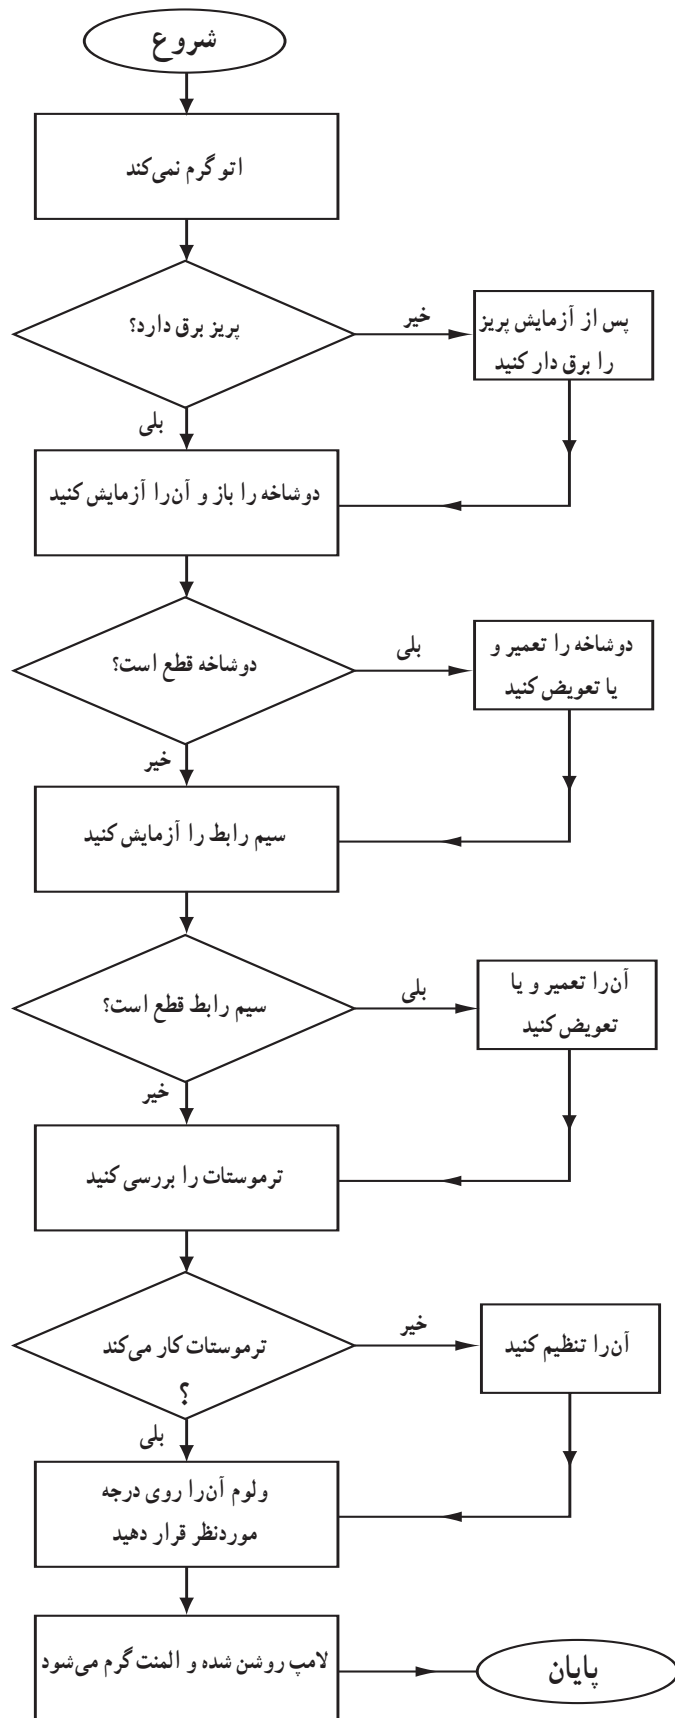 شروع
اتو گرم نمی‌کند
پریز برق دارد؟
خیر
پس از آزمایش پریز
را برق دار کنید
بلی
دوشاخه را باز و آن‌را آزمایش کنید
دوشاخه قطع است؟
بلی
دوشاخه را تعمیر و
یا تعویض کنید
خیر
سیم رابط را آزمایش کنید
سیم رابط قطع است؟
بلی
آن‌را تعمیر و یا
تعویض کنید
خیر
ترموستات را بررسی کنید
ترموستات کار می‌کند
؟
خیر
آن‌را تنظیم کنید
بلی
ولوم آن‌را روی درجه
موردنظر قرار دهید
لامپ روشن شده و المنت گرم می‌شود
پایان